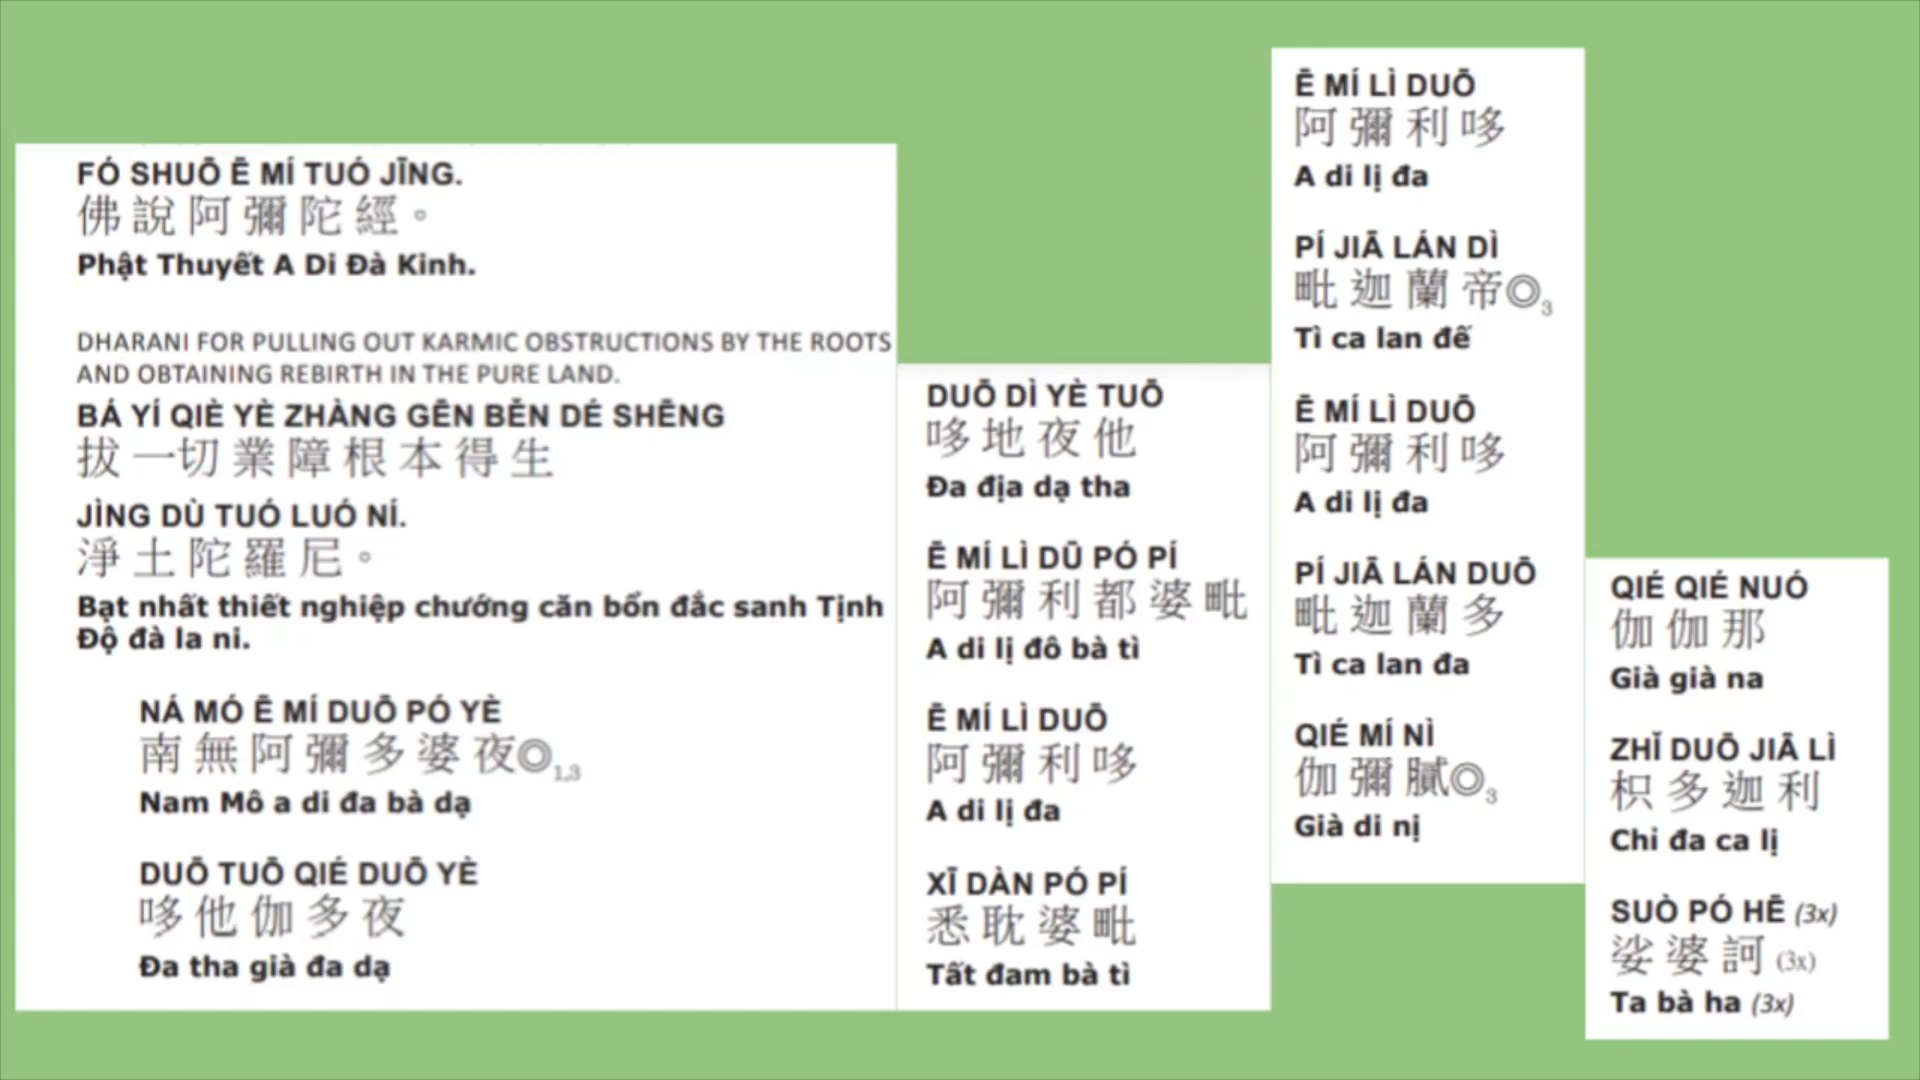 FÓ SHUŌ Ē MÍ TUÓ JĪNG.
佛說阿彌陀經。
Phật Thuyết A Di Đà Kinh.
DHARANI FOR PULLING OUT KARMIC OBSTRUCTIONS BY THE ROOTS
AND OBTAINING REBIRTH IN THE PURE LAND.
BÁ YÍ QIÈ YÈ ZHÀNG GĒN BĚN DÉ SHĒNG
拔一切業障根本得生
JÌNG DÙ TUÓ LUÓ NÍ.
淨土陀羅尼。
Bạt nhất thiết nghiệp chướng căn bổn đắc sanh Tịnh
Độ đà la ni.
NÁ MÓ Ē MÍ DUŌ PÓ YÈ
南無阿彌多婆夜◎1,3
Nam Mô a di đa bà dạ
DUŌ TUŌ QIÉ DUŌ YÈ
哆他伽多夜
Đa tha già đa dạ
DUŌ DÌ YÈ TUŌ
哆地夜他
Đa địa dạ tha
Ē MÍ LÌ DŪ PÓ PÍ
阿彌利都婆毗
A di lị đô bà tì
Ē MÍ LÌ DUŌ
阿彌利哆
A di lị đa
XĪ DÀN PÓ PÍ
悉耽婆毗
Tất đam bà tì
Ē MÍ LÌ DUŌ
阿彌利哆
A di lị đa
PÍ JIĀ LÁN DÌ
毗迦蘭帝◎3
Tì ca lan đế
Ē MÍ LÌ DUŌ
阿彌利哆
A di lị đa
PÍ JIĀ LÁN DUŌ
毗迦蘭多
Tì ca lan đa
QIÉ MÍ NÌ
伽彌膩◎3
Già di nị
QIÉ QIÉ NUÓ
伽伽那
Già già na
ZHǏ DUŌ JIĀ LÌ
枳多迦利
Chỉ đa ca lị
SUŌ PÓ HĒ (3x)
娑婆訶 (3x)
Ta bà ha (3x)